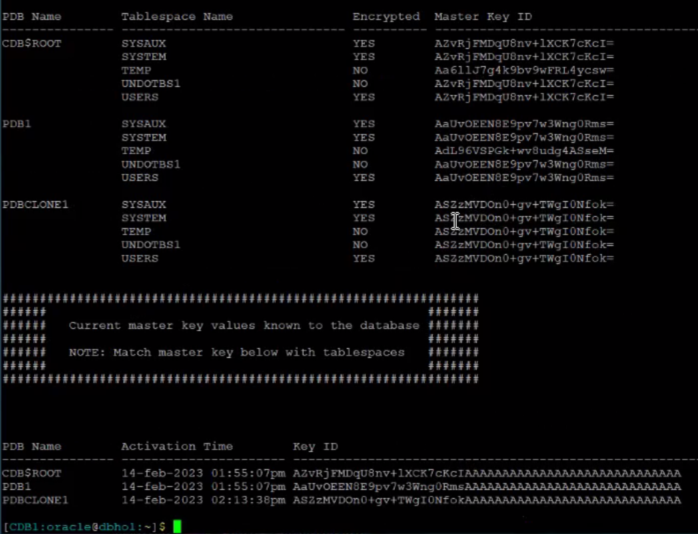 PDB Name Tablespace Name Encrypted Master Key ID
CDB$ROOT SYSAUX YES AZvRjFMDqU8nv+lXCK7cKcI=
SYSTEM YES AZvRjFMDqU8nv+lXCK7cKcI=
TEMP NO Aa6llJ7g4k9bv9wFRL4ycsw=
UNDOTBS1 NO AZvRjFMDqU8nv+lXCK7cKcI=
USERS YES AZvRjFMDqU8nv+lXCK7cKcI=
PDB1 SYSAUX YES AaUvOEEN8E9pv7w3Wng0Rms=
SYSTEM YES AaUvOEEN8E9pv7w3Wng0Rms=
TEMP NO AdL96VSPGk+wv8udg4ASseM=
UNDOTBS1 NO AaUvOEEN8E9pv7w3Wng0Rms=
USERS YES AaUvOEEN8E9pv7w3Wng0Rms=
PDBCLONE1 SYSAUX YES ASZzMVDOn0+gv+TWgI0Nfok=
SYSTEM YES ASZzMVDOn0+gv+TWgI0Nfok=
TEMP NO ASZzMVDOn0+gv+TWgI0Nfok=
UNDOTBS1 NO ASZzMVDOn0+gv+TWgI0Nfok=
USERS YES ASZzMVDOn0+gv+TWgI0Nfok=
###### Current master key values known to the database ######
###### NOTE: Match master key below with tablespaces ######
PDB Name Activation Time Key ID
CDB$ROOT 14-feb-2023 01:55:07pm AZvRjFMDqU8nv+lXCK7cKcIAAAAAAAAAAAAAAAAAAAAAAAAAAAAA
PDB1 14-feb-2023 01:55:07pm AaUvOEEN8E9pv7w3Wng0RmsAAAAAAAAAAAAAAAAAAAAAAAAAAAAA
PDBCLONE1 14-feb-2023 02:13:38pm ASZzMVDOn0+gv+TWgI0NfokAAAAAAAAAAAAAAAAAAAAAAAAAAAAA
[CDB1:oracle@dbhol:~]$